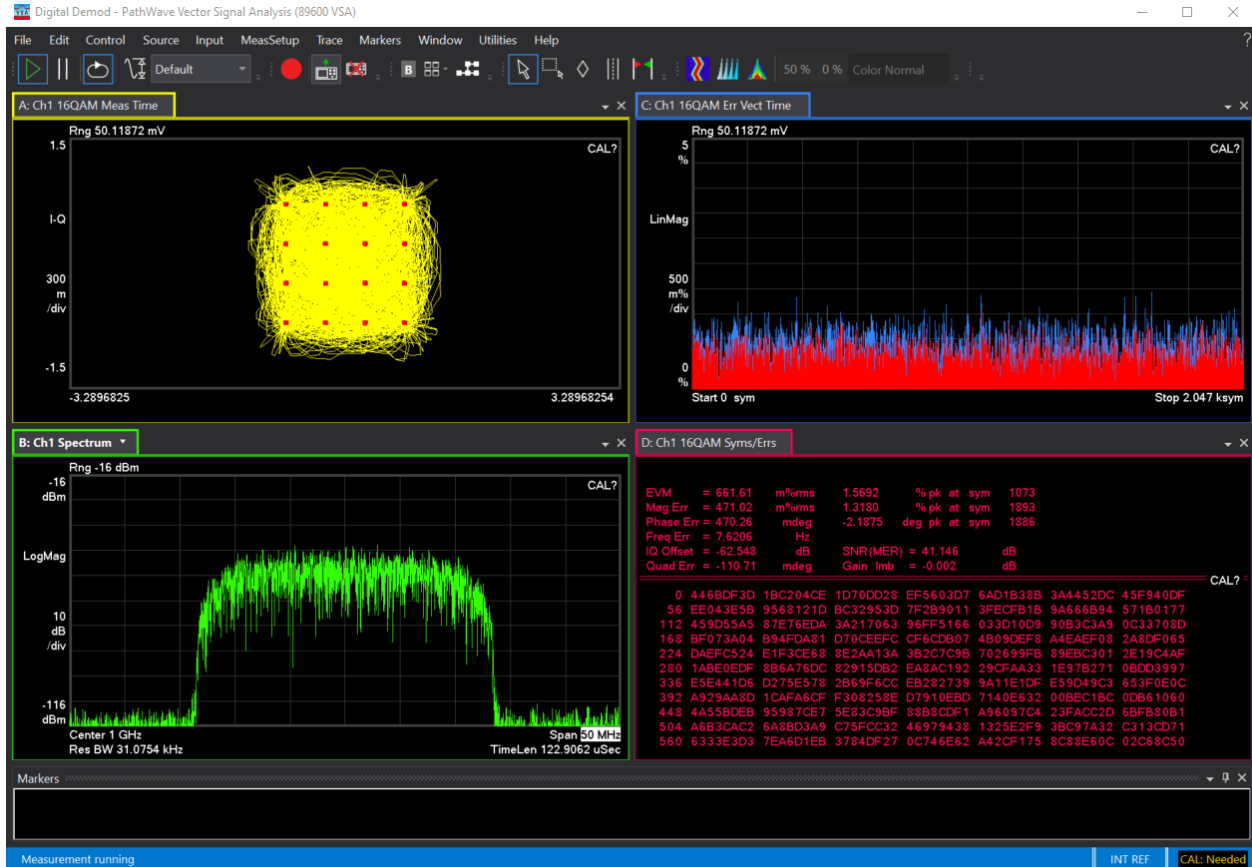 Digital Demod - PathWave Vector Signal Analysis (89600 VSA)
File Edit Control Source Input MeasSetup Trace Markers Window Utilities Help ?
Default B 50 % 0 % Color Normal
A: Ch1 16QAM Meas Time
Rng 50.11872 mV
1.5
CAL?
I-Q
300
m
/div
-1.5
-3.2896825 3.28968254
C: Ch1 16QAM Err Vect Time
Rng 50.11872 mV
5
%
CAL?
LinMag
500
m%
/div
0
%
Start 0 sym Stop 2.047 ksym
B: Ch1 Spectrum
Rng -16 dBm
-16
dBm
CAL?
LogMag
10
dB
/div
-116
dBm
Center 1 GHz Span 50 MHz
Res BW 31.0754 kHz TimeLen 122.9062 uSec
D: Ch1 16QAM Syms/Errs
EVM = 661.61 m%rms 1.5692 % pk at sym 1073
Mag Err = 471.02 m%rms 1.3180 % pk at sym 1893
Phase Err = 470.26 mdeg -2.1875 deg pk at sym 1886
Freq Err = 7.6206 Hz
IQ Offset = -62.548 dB SNR(MER) = 41.146 dB
Quad Err = -110.71 mdeg Gain Imb = -0.002 dB
CAL?
0 446BDF3D 1BC204CE 1D70DD28 EF5603D7 6AD1B38B 3A4452DC 45F940DF
56 EE043E5B 9568121D BC32953D 7F2B9011 3FECFB1B 9A666B94 571B0177
112 459D55A5 87E76EDA 3A217063 96FF5166 033D10D9 90B3C3A9 0C33708D
168 BF073A04 B94FDA81 D70CEEFC CF6CDB07 4B09DEF8 A4EAEF08 2A8DF065
224 DAEFC524 E1F3CE68 8E2AA13A 3B2C7C9B 702699FB 89EBC301 2E19C4AF
280 1ABE0EDF 8B6A76DC 82915DB2 EA8AC192 29CFAA33 1E97B271 0BDD3997
336 E5E441D6 D275E578 2B69F6CC EB282739 9A11E1DF E59D49C3 653F0E0C
392 A929AA8D 1CAFA6CF F308258E D7910EBD 7140E632 00BEC1BC 0DB61060
448 4A55BDEB 95987CE7 5E83C9BF 88B8CDF1 A96097C4 23FACC2D 6BFB80B1
504 A6B3CAC2 6A8BD3A9 C75FCC32 46979438 1325E2F9 3BC97A32 C313CD71
560 6333E3D3 7EA6D1EB 3784DF27 0C746E62 A42CF175 8C88E60C 02C68C50
Markers
Measurement running INT REF CAL: Needed